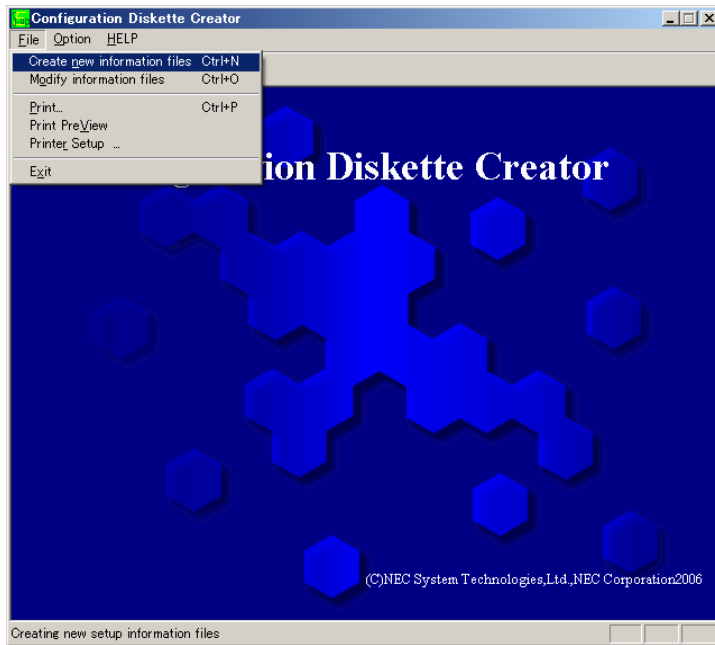 Configuration Diskette Creator
File Option HELP
Create new information files Ctrl+N
Modify information files Ctrl+O
Print... Ctrl+P
Print PreView
Printer Setup ...
Exit
ion Diskette Creator
(C)NEC System Technologies,Ltd.,NEC Corporation2006
Creating new setup information files